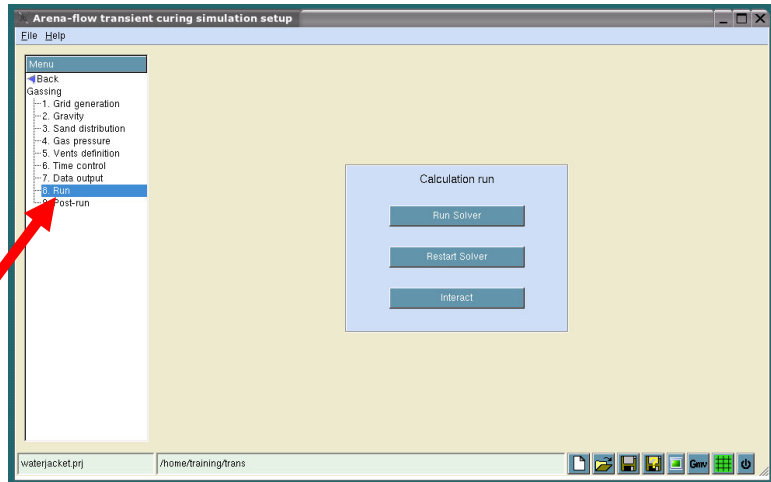 Arena-flow transient curing simulation setup
File Help
Menu
Back
Gassing
1. Grid generation
2. Gravity
3. Sand distribution
4. Gas pressure
5. Vents definition
6. Time control
7. Data output
8. Run
9. Post-run
Calculation run
Run Solver
Restart Solver
Interact
waterjacket.prj
/home/training/trans
Gmv